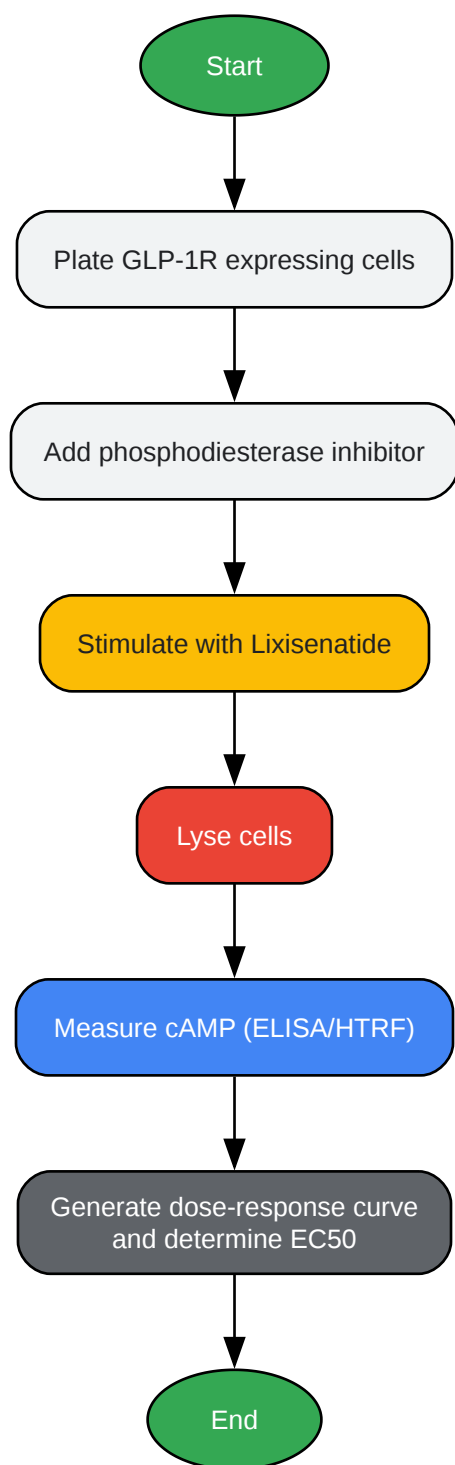 Start
Plate GLP-1R expressing cells
Add phosphodiesterase inhibitor
Stimulate with Lixisenatide
Lyse cells
Measure cAMP (ELISA/HTRF)
Generate dose-response curve
and determine EC50
End